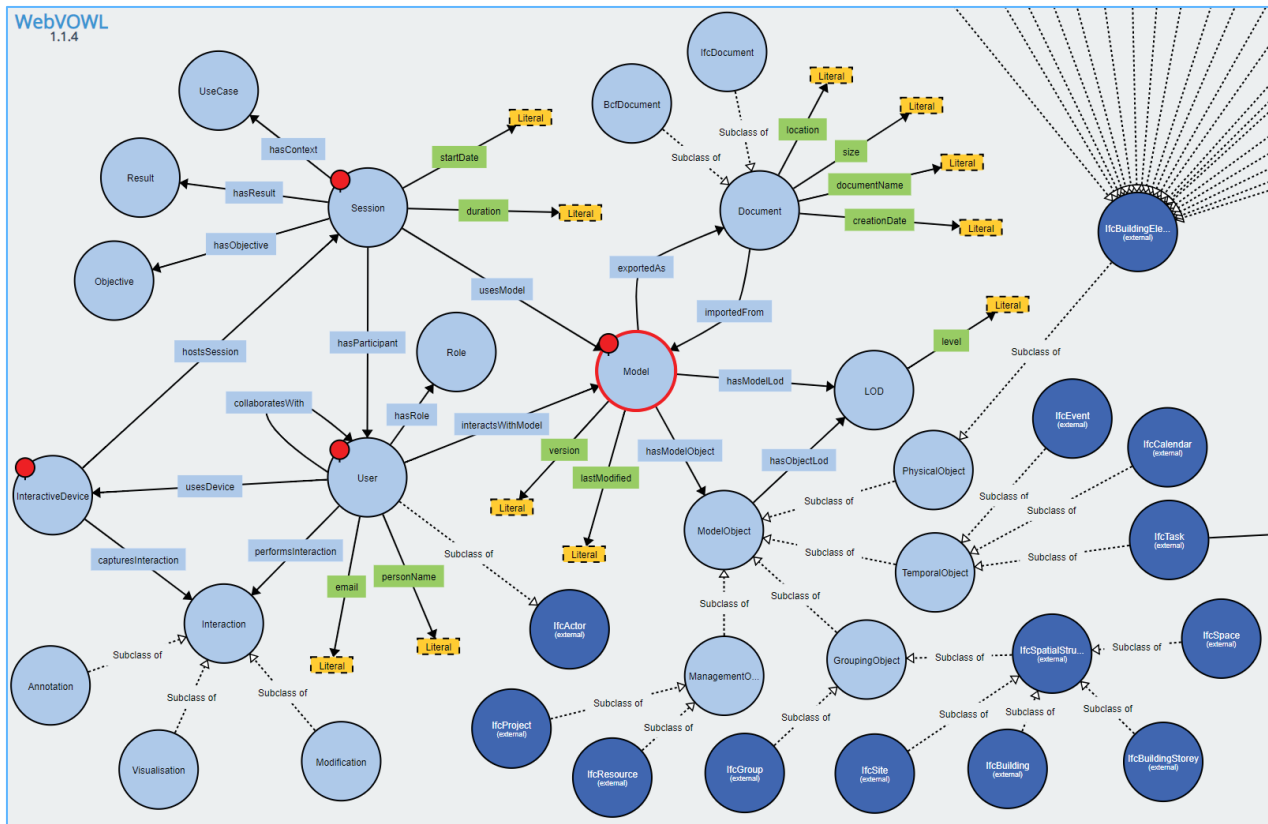 WebVOWL
1.1.4
IfcDocument
UseCase
BcfDocument
Literal
Literal
Literal
location
Subclass of
startDate
hasContext
size
Subclass of
Literal
Result
documentName
hasResult
Session
duration
Literal
Document
creationDate
Literal
IfcBuildingEle...
(external)
hasObjective
Objective
exportedAs
usesModel
Literal
importedFrom
level
hasParticipant
hostsSession
Role
Subclass of
Model
hasModelLod
LOD
collaboratesWith
hasRole
interactsWithModel
IfcEvent
(external)
version
hasModelObject
IfcCalendar
(external)
hasObjectLod
PhysicalObject
lastModified
User
usesDevice
InteractiveDevice
Subclass of
Subclass of
Subclass of
Literal
ModelObject
IfcTask
(external)
performsInteraction
Literal
Subclass of
Subclass of
capturesInteraction
Subclass of
TemporalObject
personName
email
Subclass of
Subclass of
Interaction
IfcActor
(external)
IfcSpace
(external)
Literal
Subclass of
GroupingObject
Subclass of
IfcSpatialStru...
(external)
Subclass of
Literal
ManagementO...
Annotation
Subclass of
Subclass of
Subclass of
IfcProject
(external)
Subclass of
Subclass of
Subclass of
Subclass of
Subclass of
Subclass of
Modification
Visualisation
IfcResource
(external)
IfcGroup
(external)
IfcSite
(external)
IfcBuilding
(external)
IfcBuildingStorey
(external)